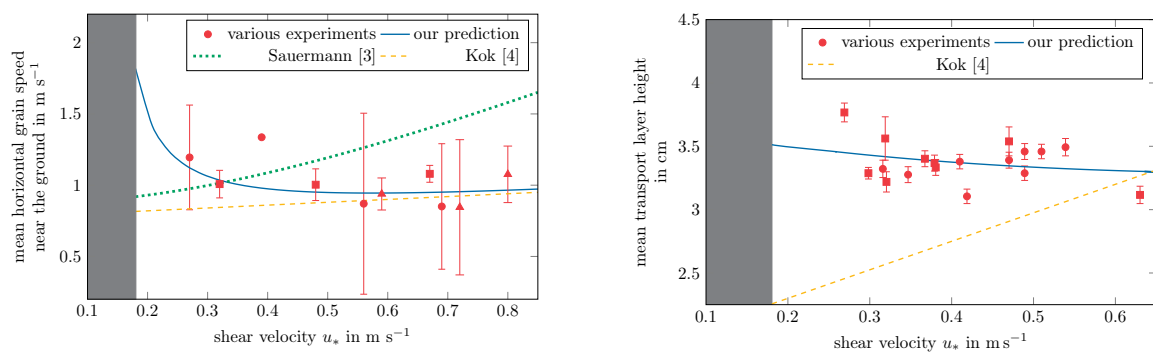 mean horizontal grain speed
near the ground in m s⁻¹
2
1.5
1
0.5
various experiments
our prediction
Sauermann [3]
Kok [4]
0.1 0.2 0.3 0.4 0.5 0.6 0.7 0.8
shear velocity u* in m s⁻¹
mean transport layer height
in cm
4.5
4
3.5
3
2.5
various experiments
our prediction
Kok [4]
0.1 0.2 0.3 0.4 0.5 0.6
shear velocity u* in m s⁻¹